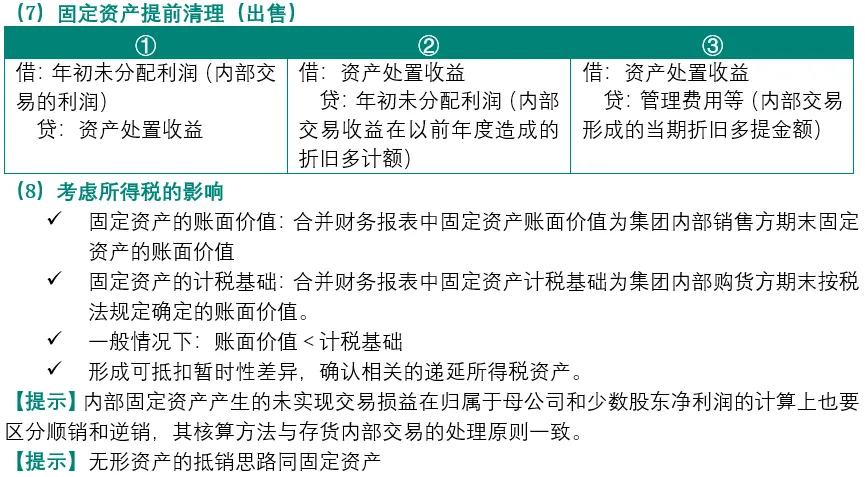 （7）固定资产提前清理（出售）
① ② ③
借：年初未分配利润（内部交
易的利润）
贷：资产处置收益
借：资产处置收益
贷：年初未分配利润（内部
交易收益在以前年度造成的
折旧多计额）
借：资产处置收益
贷：管理费用等（内部交易
形成的当期折旧多提金额）
（8）考虑所得税的影响
✓ 固定资产的账面价值：合并财务报表中固定资产账面价值为集团内部销售方期末固定
资产的账面价值
✓ 固定资产的计税基础：合并财务报表中固定资产计税基础为集团内部购货方期末按税
法规定确定的账面价值。
✓ 一般情况下：账面价值＜计税基础
✓ 形成可抵扣暂时性差异，确认相关的递延所得税资产。
【提示】内部固定资产产生的未实现交易损益在归属于母公司和少数股东净利润的计算上也要
区分顺销和逆销，其核算方法与存货内部交易的处理原则一致。
【提示】无形资产的抵销思路同固定资产